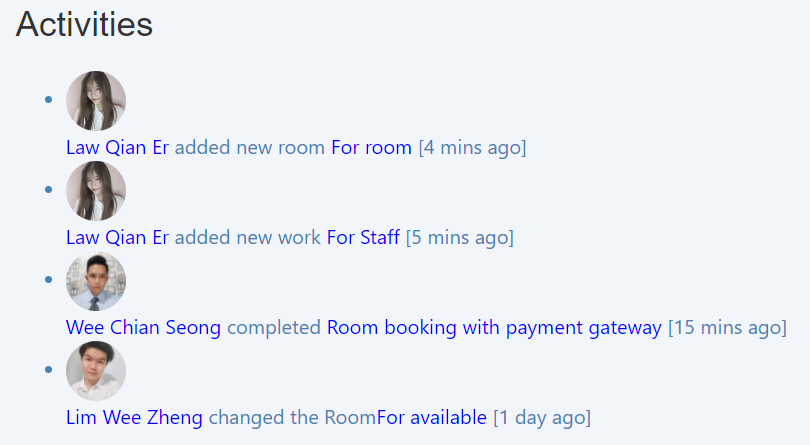 Activities
Law Qian Er added new room For room [4 mins ago]
Law Qian Er added new work For Staff [5 mins ago]
Wee Chian Seong completed Room booking with payment gateway [15 mins ago]
Lim Wee Zheng changed the RoomFor available [1 day ago]